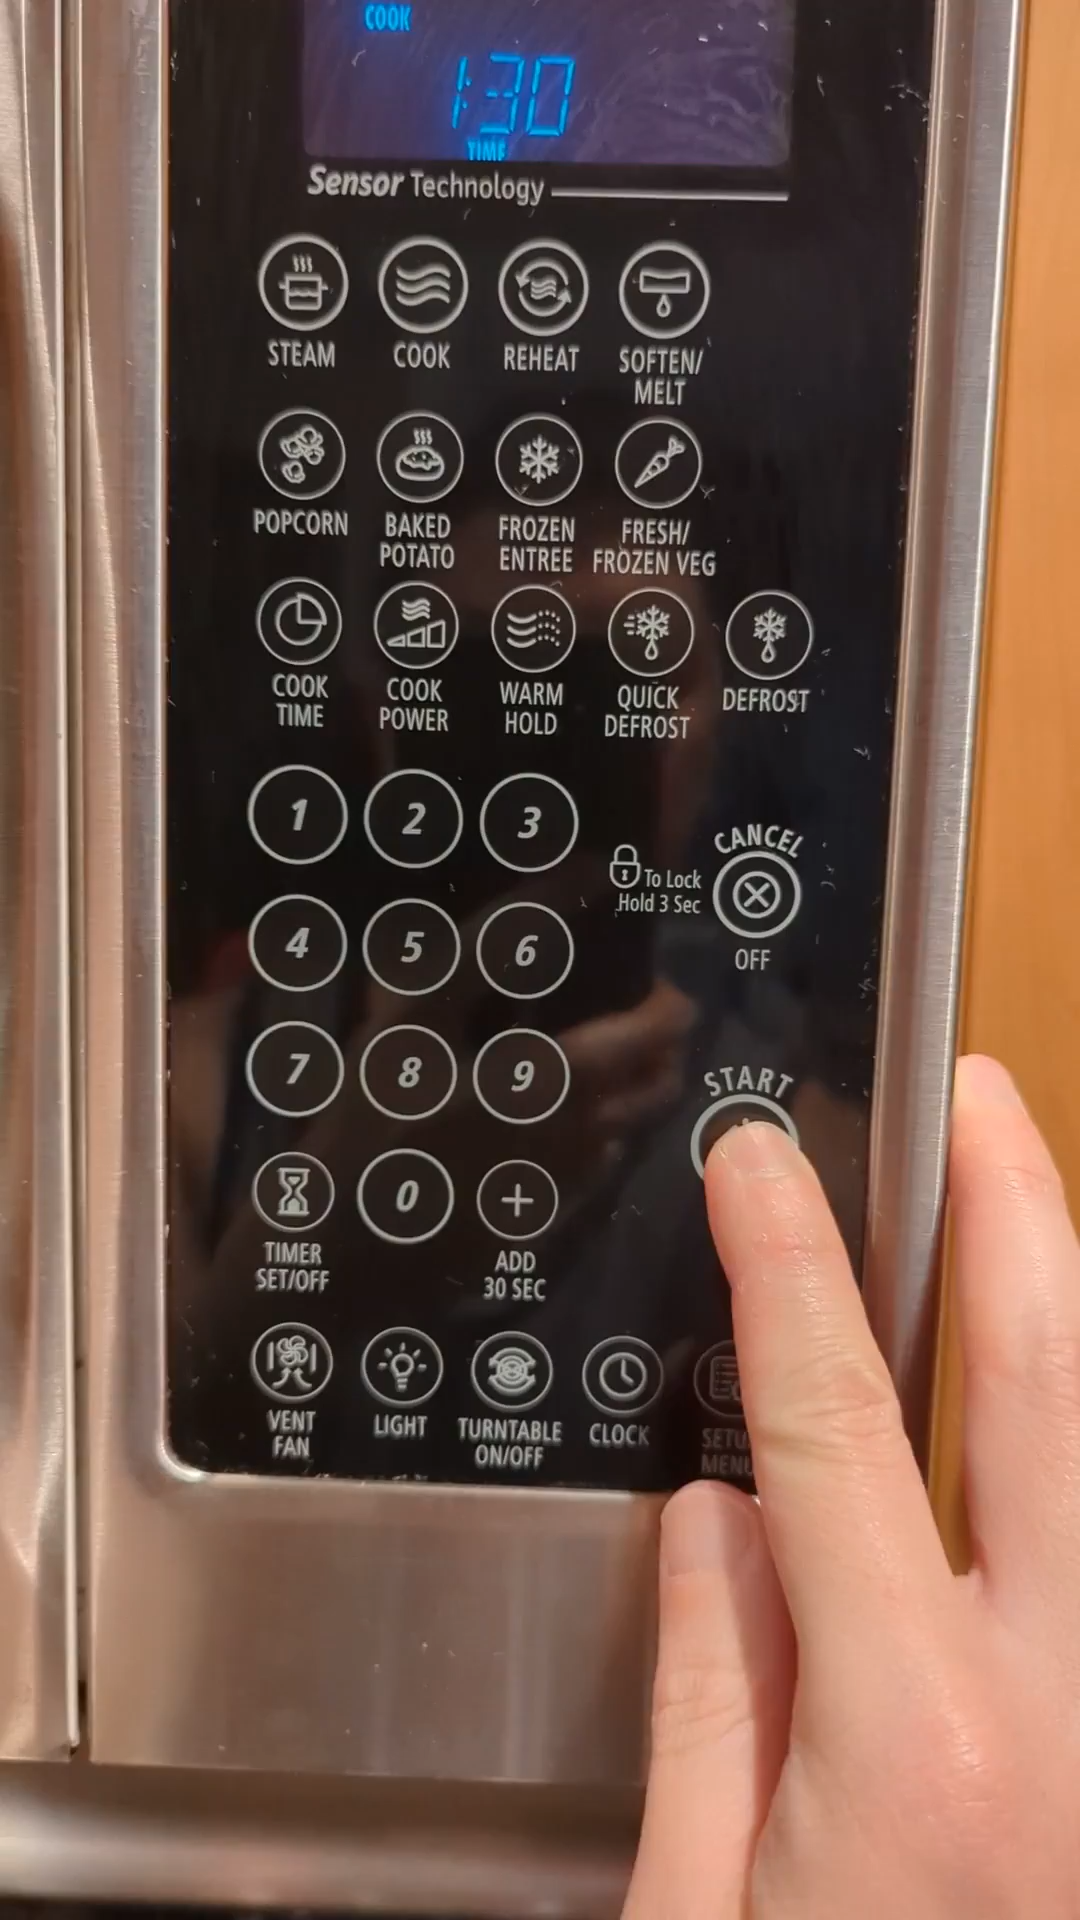 COOK
1:30
TIME
Sensor Technology
STEAM COOK REHEAT SOFTEN/
MELT
POPCORN BAKED FROZEN FRESH/
POTATO ENTREE FROZEN VEG
COOK COOK WARM QUICK DEFROST
TIME POWER HOLD DEFROST
1 2 3
CANCEL
To Lock
Hold 3 Sec
OFF
4 5 6
7 8 9
START
0 +
TIMER ADD
SET/OFF 30 SEC
VENT LIGHT TURNTABLE CLOCK
FAN ON/OFF
MENU